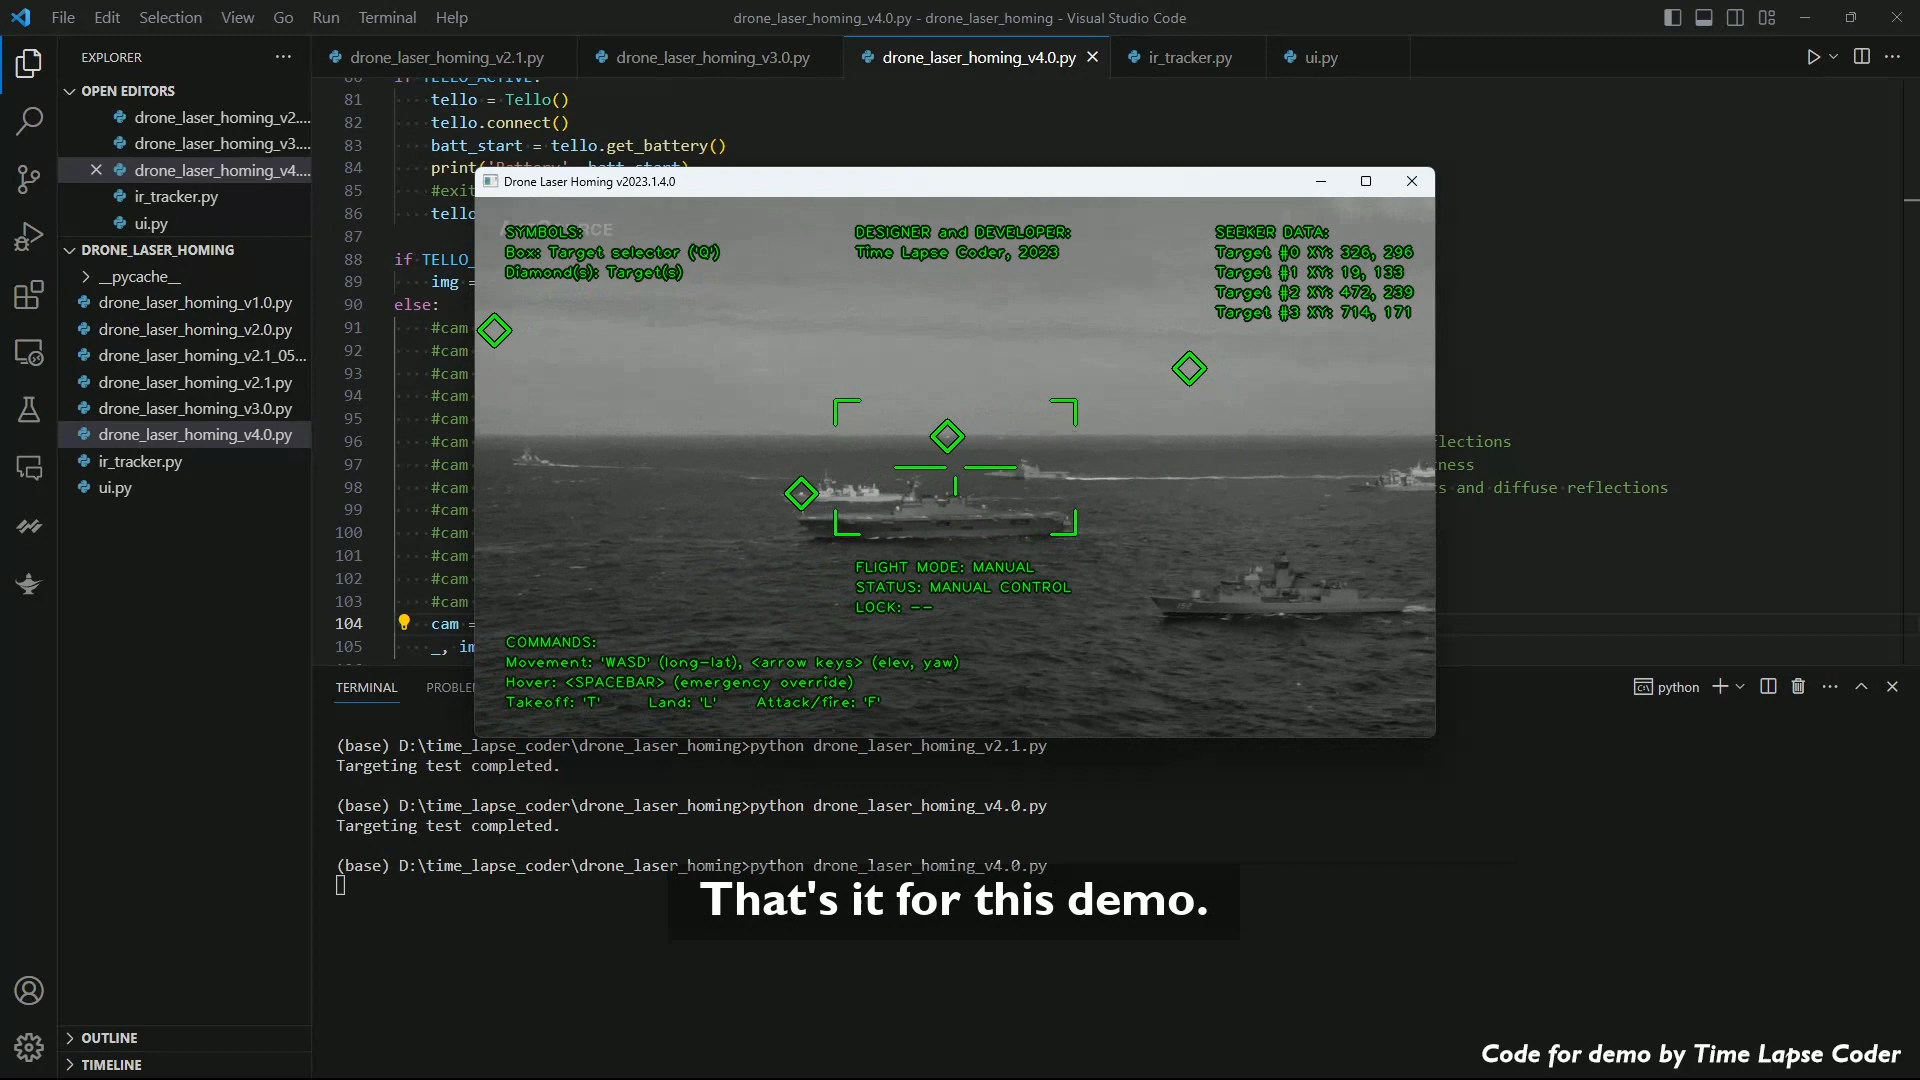 File Edit Selection View Go Run Terminal Help
drone_laser_homing_v4.0.py - drone_laser_homing - Visual Studio Code
EXPLORER
drone_laser_homing_v2.1.py
drone_laser_homing_v3.0.py
drone_laser_homing_v4.0.py
ir_tracker.py
ui.py
OPEN EDITORS
drone_laser_homing_v2....
drone_laser_homing_v3....
drone_laser_homing_v4....
ir_tracker.py
ui.py
DRONE_LASER_HOMING
__pycache__
drone_laser_homing_v1.0.py
drone_laser_homing_v2.0.py
drone_laser_homing_v2.1_05...
drone_laser_homing_v2.1.py
drone_laser_homing_v3.0.py
drone_laser_homing_v4.0.py
ir_tracker.py
ui.py
OUTLINE
TIMELINE
80 if TELLO_ACTIVE:
81 tello = Tello()
82 tello.connect()
83 batt_start = tello.get_battery()
84 print('Battery', batt_start)
85 #exit
86 tello
87
88 if TELLO_
89 img =
90 else:
91 #cam
92 #cam
93 #cam
94 #cam
95 #cam
96 #cam
97 #cam
98 #cam
99 #cam
100 #cam
101 #cam
102 #cam
103 #cam
104 cam =
105 _, im
flections
ness
s and diffuse reflections
Drone Laser Homing v2023.1.4.0
SYMBOLS:
Box: Target selector ('Q')
Diamond(s): Target(s)
DESIGNER and DEVELOPER:
Time Lapse Coder, 2023
SEEKER DATA:
Target #0 XY: 326, 296
Target #1 XY: 19, 133
Target #2 XY: 472, 239
Target #3 XY: 714, 171
FLIGHT MODE: MANUAL
STATUS: MANUAL CONTROL
LOCK: --
COMMANDS:
Movement: 'WASD' (long-lat), <arrow keys> (elev, yaw)
Hover: <SPACEBAR> (emergency override)
Takeoff: 'T' Land: 'L' Attack/fire: 'F'
TERMINAL PROBLE
python
(base) D:\time_lapse_coder\drone_laser_homing>python drone_laser_homing_v2.1.py
Targeting test completed.
(base) D:\time_lapse_coder\drone_laser_homing>python drone_laser_homing_v4.0.py
Targeting test completed.
(base) D:\time_lapse_coder\drone_laser_homing>python drone_laser_homing_v4.0.py
That's it for this demo.
Code for demo by Time Lapse Coder